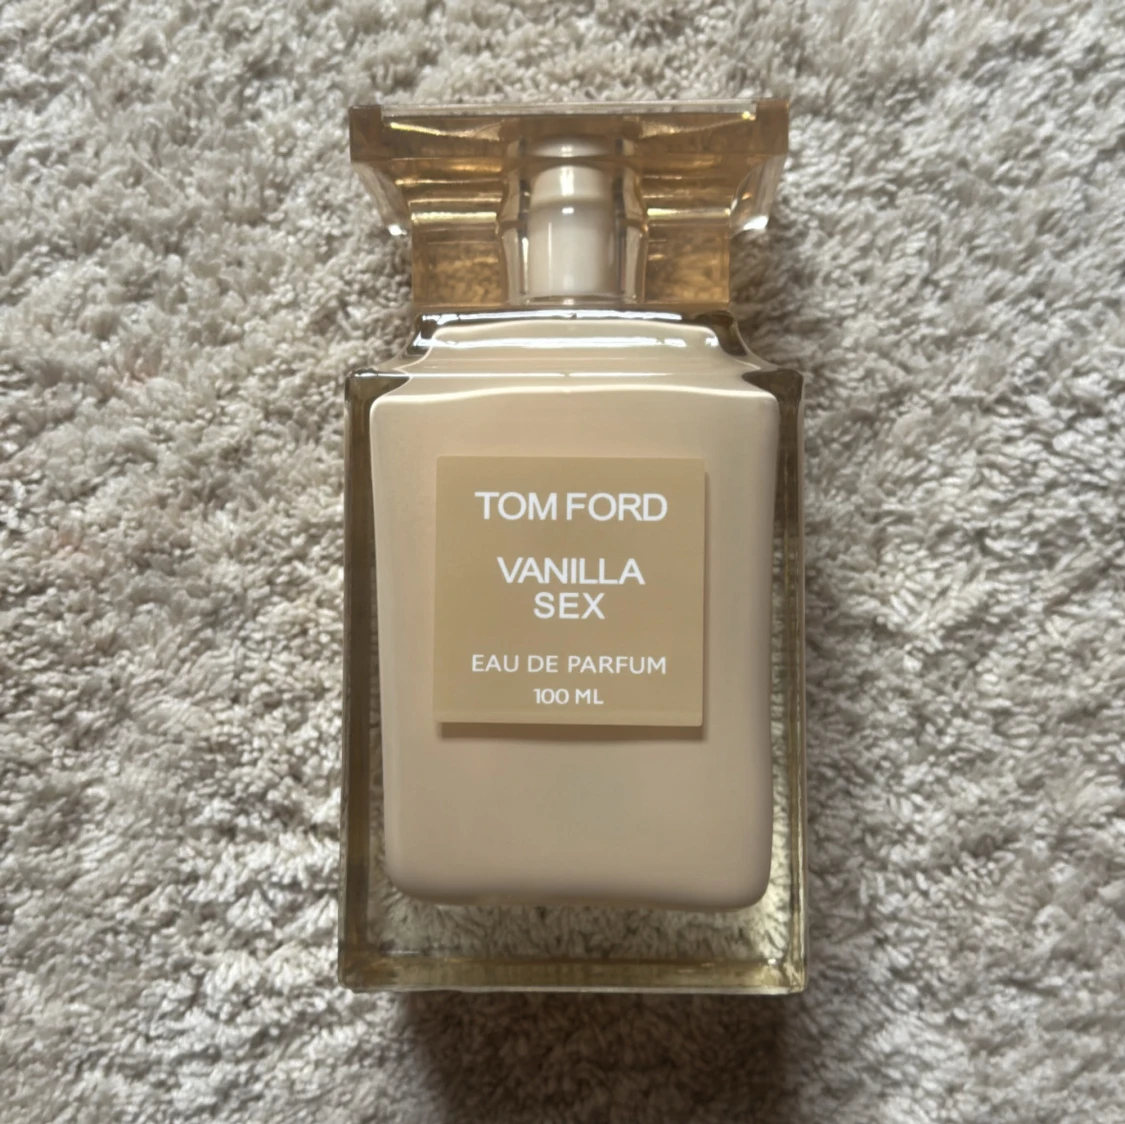 TOM FORD
VANILLA
SEX
EAU DE PARFUM
100 ML